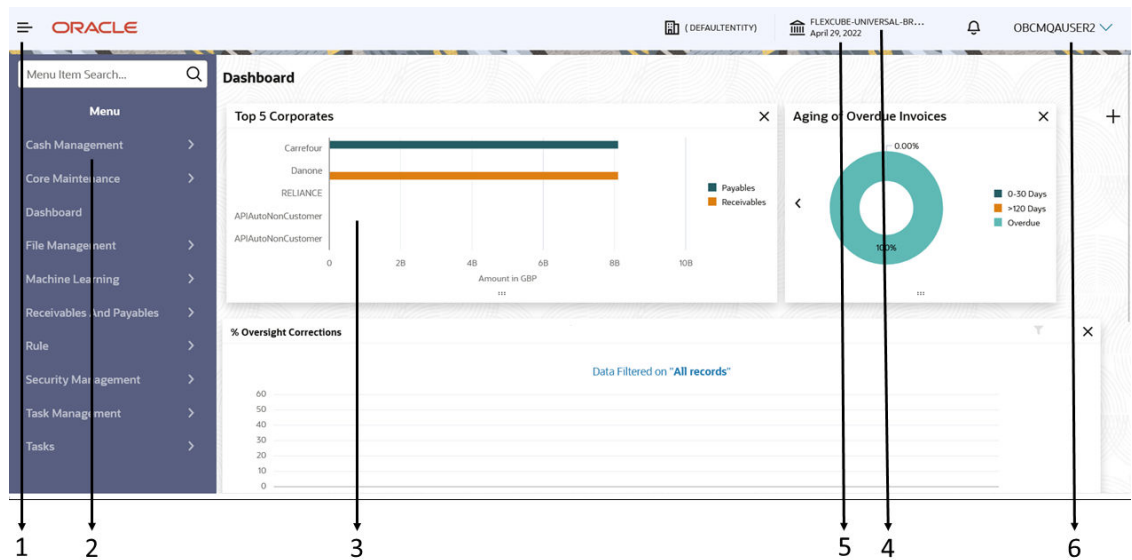 ORACLE
( DEFAULTENTITY)
FLEXCUBE-UNIVERSAL-BR...
April 29, 2022
OBCMQAUSER2
Menu Item Search...
Menu
Cash Management
Core Maintenance
Dashboard
File Management
Machine Learning
Receivables And Payables
Rule
Security Management
Task Management
Tasks
Dashboard
Top 5 Corporates
Carrefour
Danone
RELIANCE
APIAutoNonCustomer
APIAutoNonCustomer
0 2B 4B 6B 8B 10B
Amount in GBP
Payables
Receivables
Aging of Overdue Invoices
0.00%
100%
0-30 Days
>120 Days
Overdue
% Oversight Corrections
Data Filtered on "All records"
60
50
40
30
20
10
0
1 2 3 5 4 6